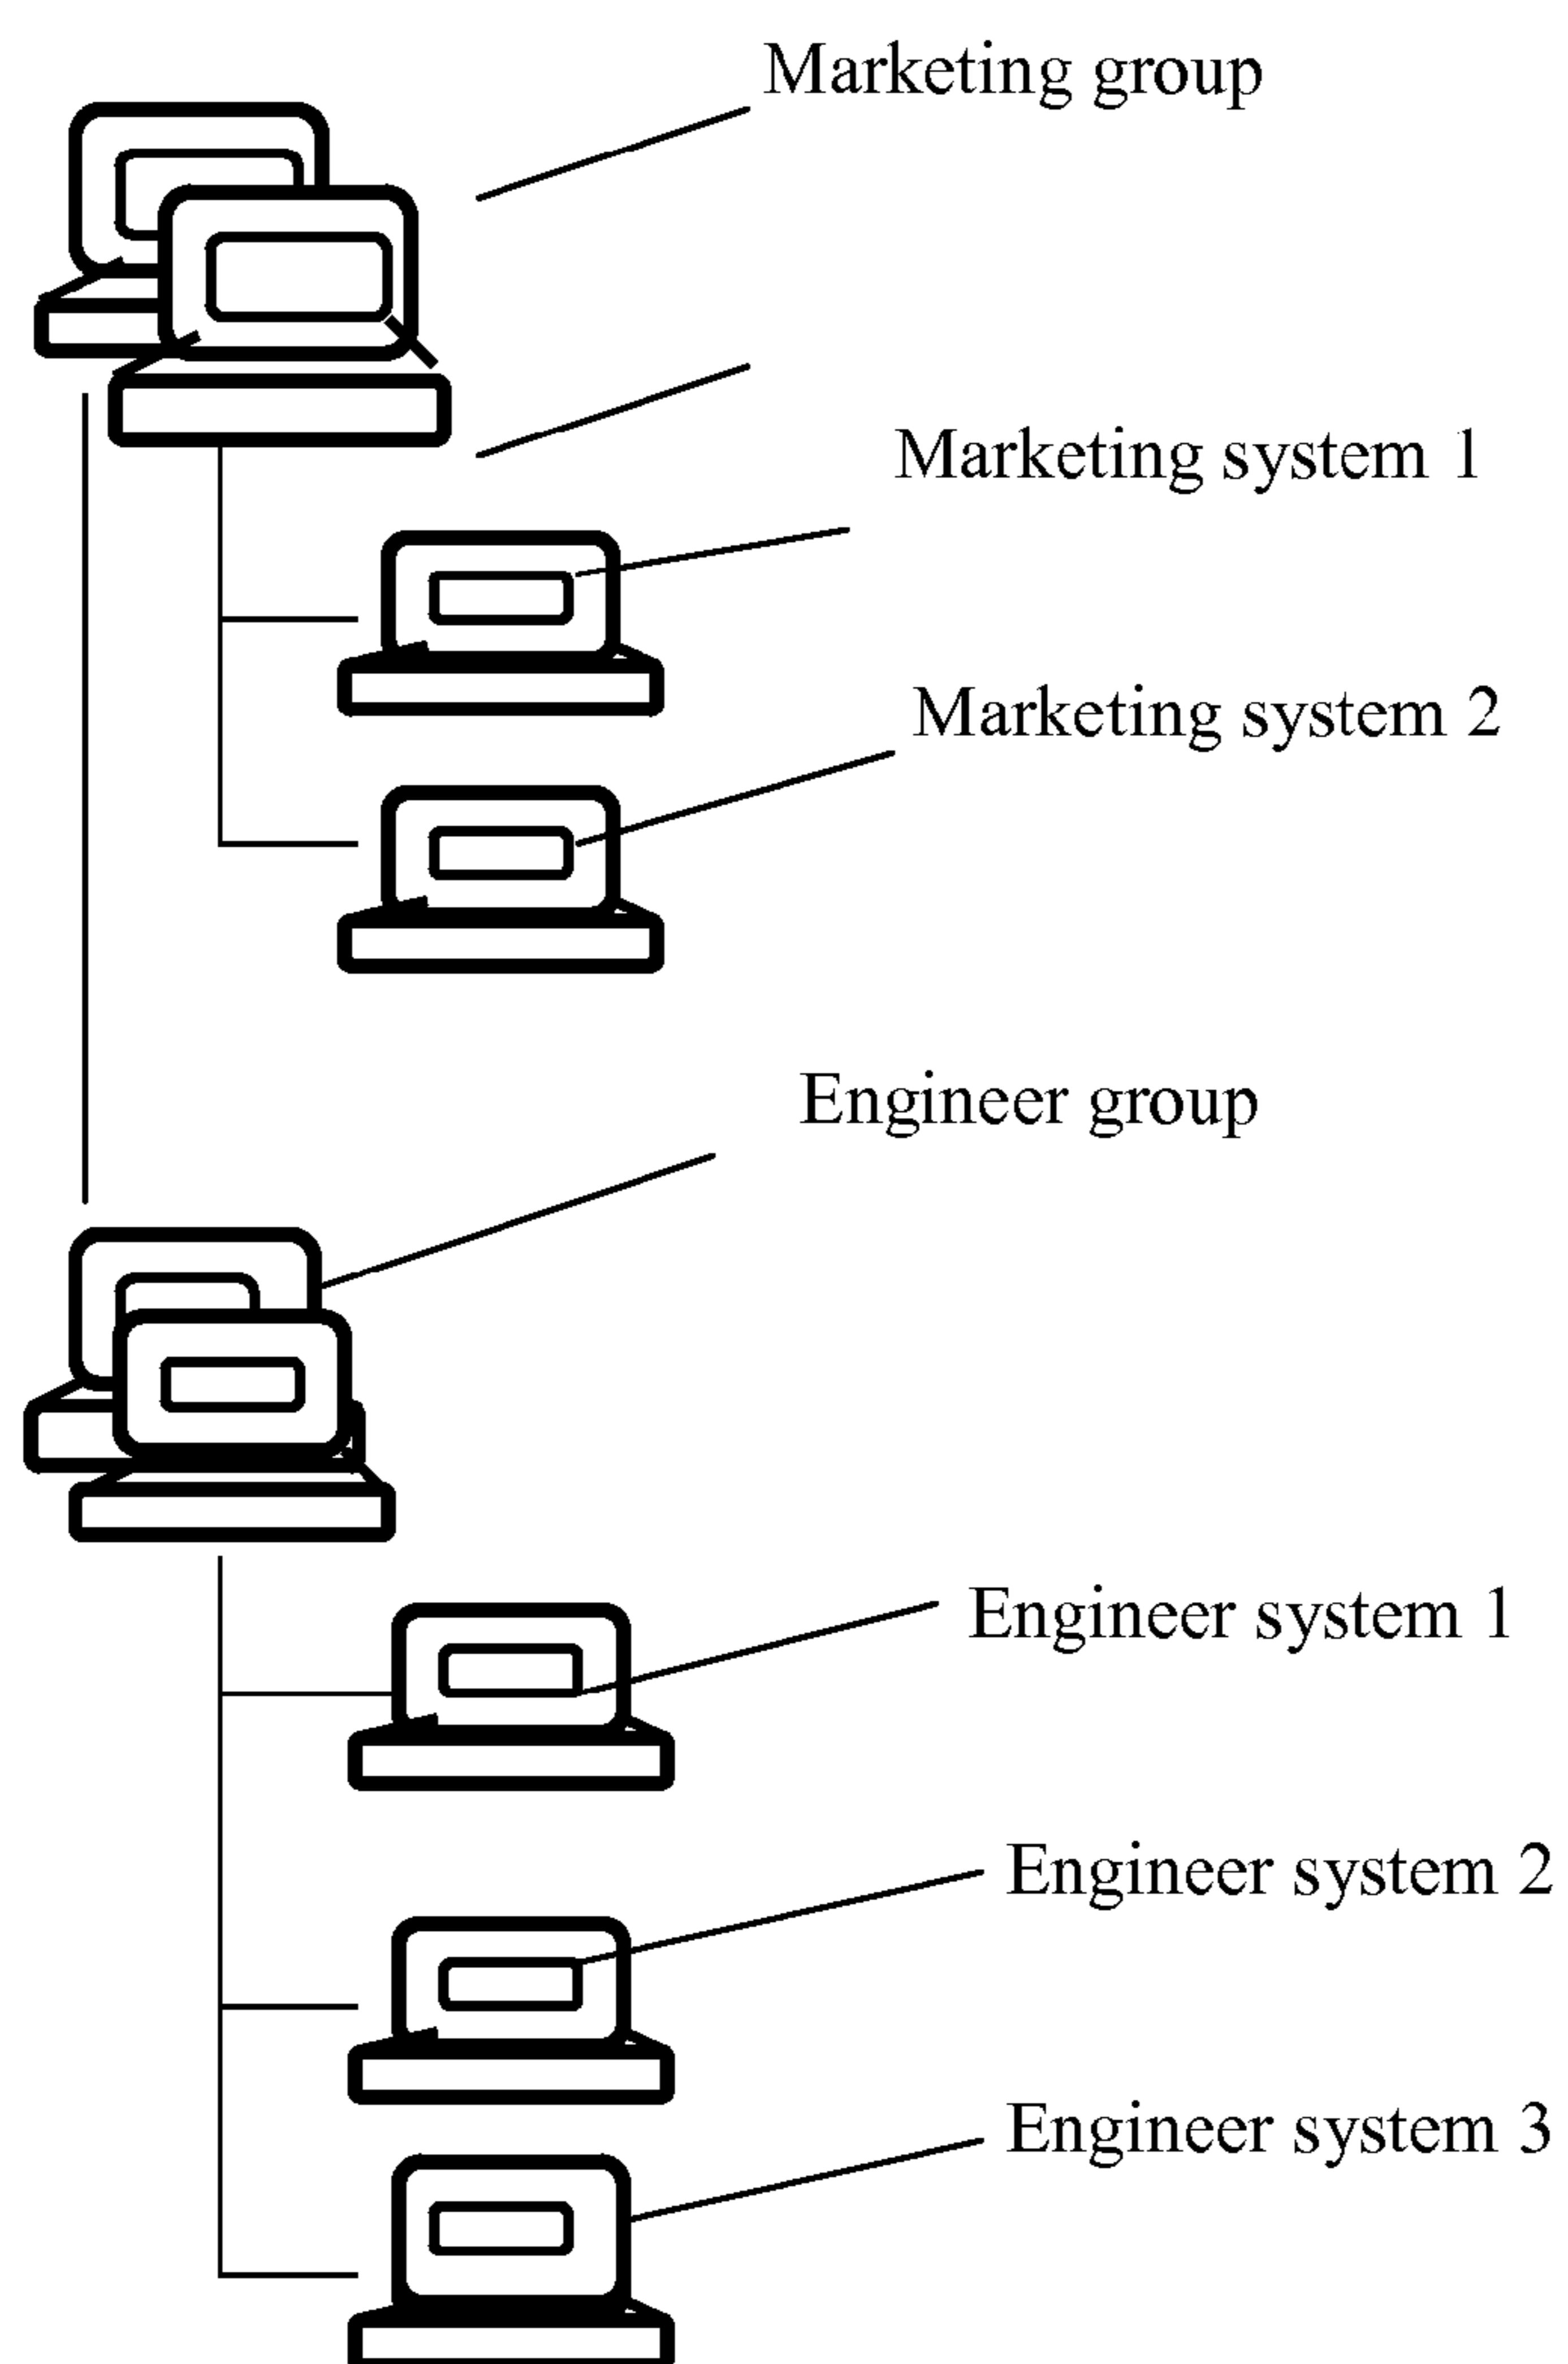 Marketing group
Marketing system 1
Marketing system 2
Engineer group
Engineer system 1
Engineer system 2
Engineer system 3